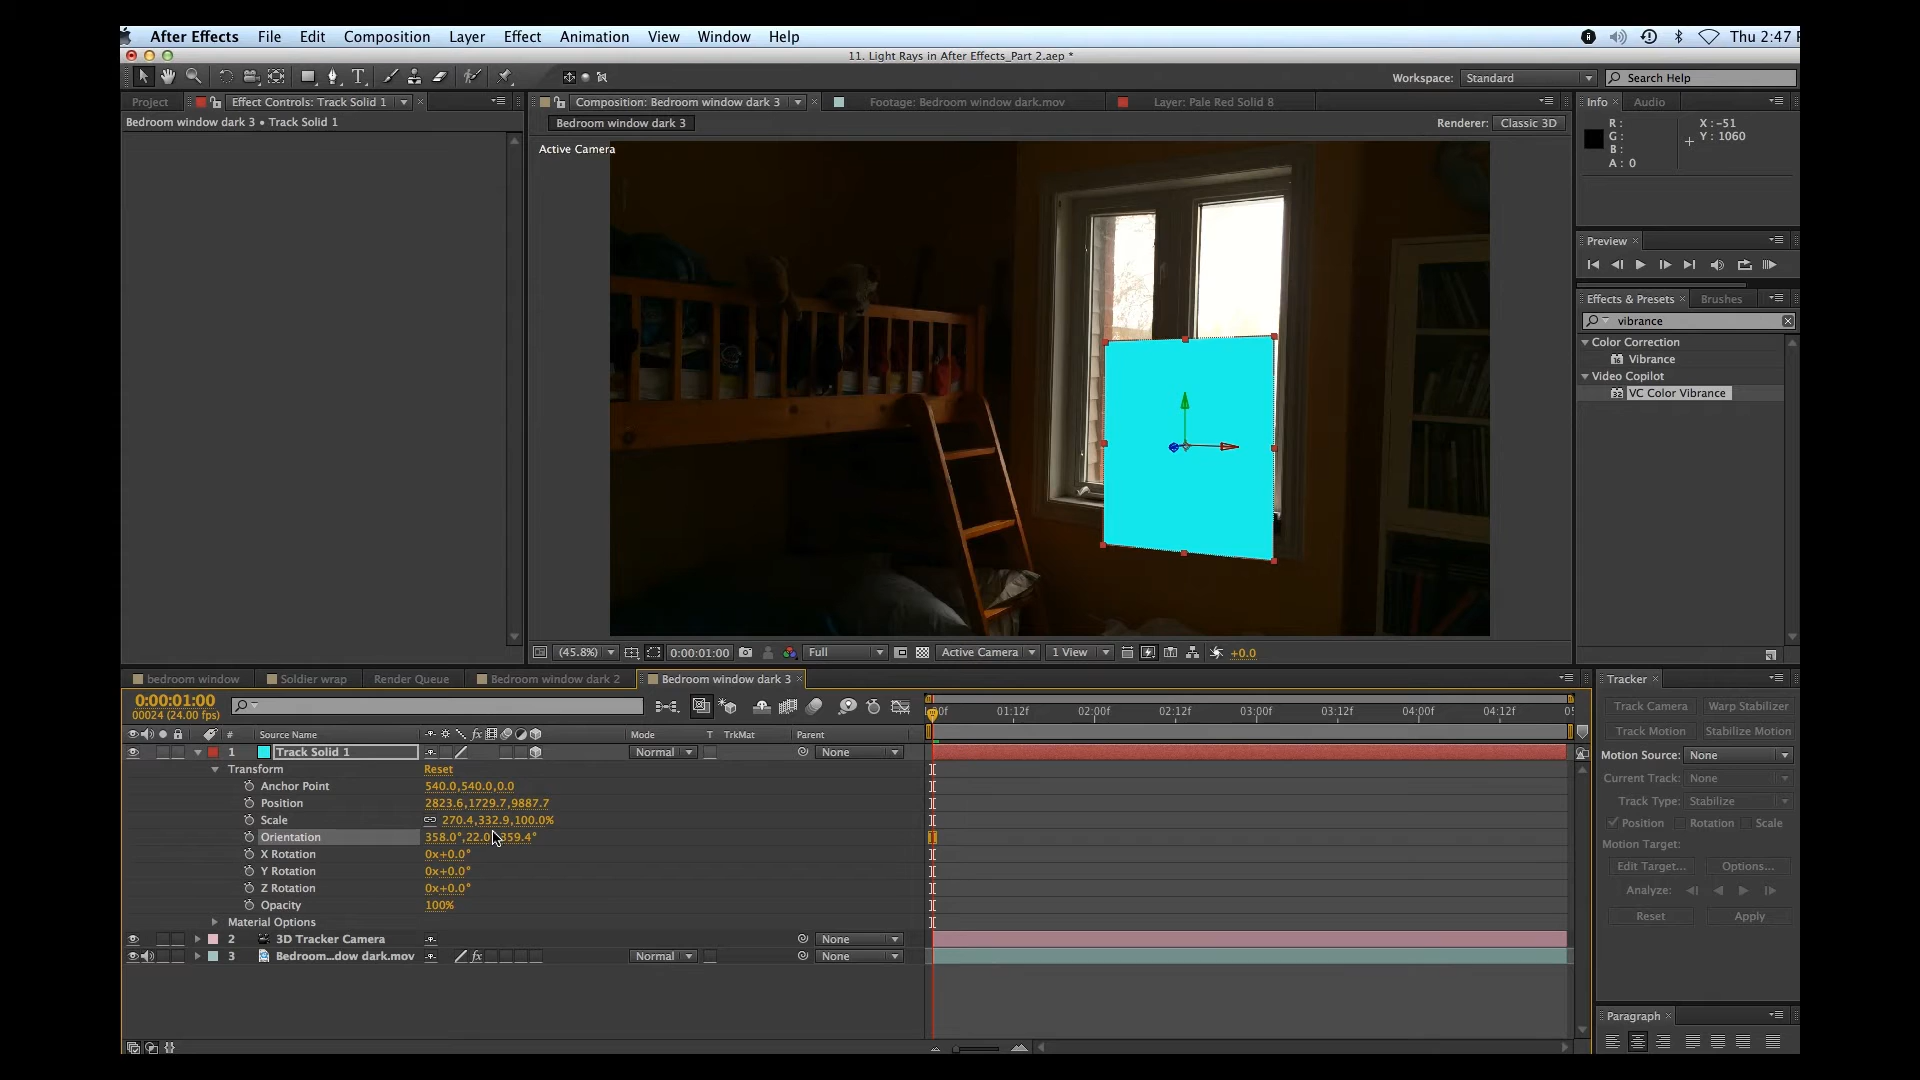 After Effects File Edit Composition Layer Effect Animation View Window Help Thu 2:47
11. Light Rays in After Effects_Part 2.aep *
Workspace: Standard Search Help
Project Effect Controls: Track Solid 1 Composition: Bedroom window dark 3 Footage: Bedroom window dark.mov Layer: Pale Red Solid 8 Info Audio
Bedroom window dark 3 • Track Solid 1 Bedroom window dark 3 Renderer: Classic 3D
Active Camera
R: X: -51
G: Y: 1060
B:
A: 0
Preview
Effects & Presets Brushes
vibrance
Color Correction
Vibrance
Video Copilot
VC Color Vibrance
(45.8%) 0:00:01:00 Full Active Camera 1 View +0.0
bedroom window Soldier wrap Render Queue Bedroom window dark 2 Bedroom window dark 3
0:00:01:00
00024 (24.00 fps)
0f 01:12f 02:00f 02:12f 03:00f 03:12f 04:00f 04:12f 05
# Source Name fx Mode T TrkMat Parent
1 Track Solid 1 Normal None
Transform Reset
Anchor Point 540.0,540.0,0.0
Position 2823.6,1729.7,9887.7
Scale 270.4,332.9,100.0%
Orientation 358.0°,22.0 359.4°
X Rotation 0x+0.0°
Y Rotation 0x+0.0°
Z Rotation 0x+0.0°
Opacity 100%
Material Options
2 3D Tracker Camera None
3 Bedroom...dow dark.mov fx Normal None
Tracker
Track Camera Warp Stabilizer
Track Motion Stabilize Motion
Motion Source: None
Current Track: None
Track Type: Stabilize
Position Rotation Scale
Motion Target:
Edit Target... Options...
Analyze:
Reset Apply
Paragraph